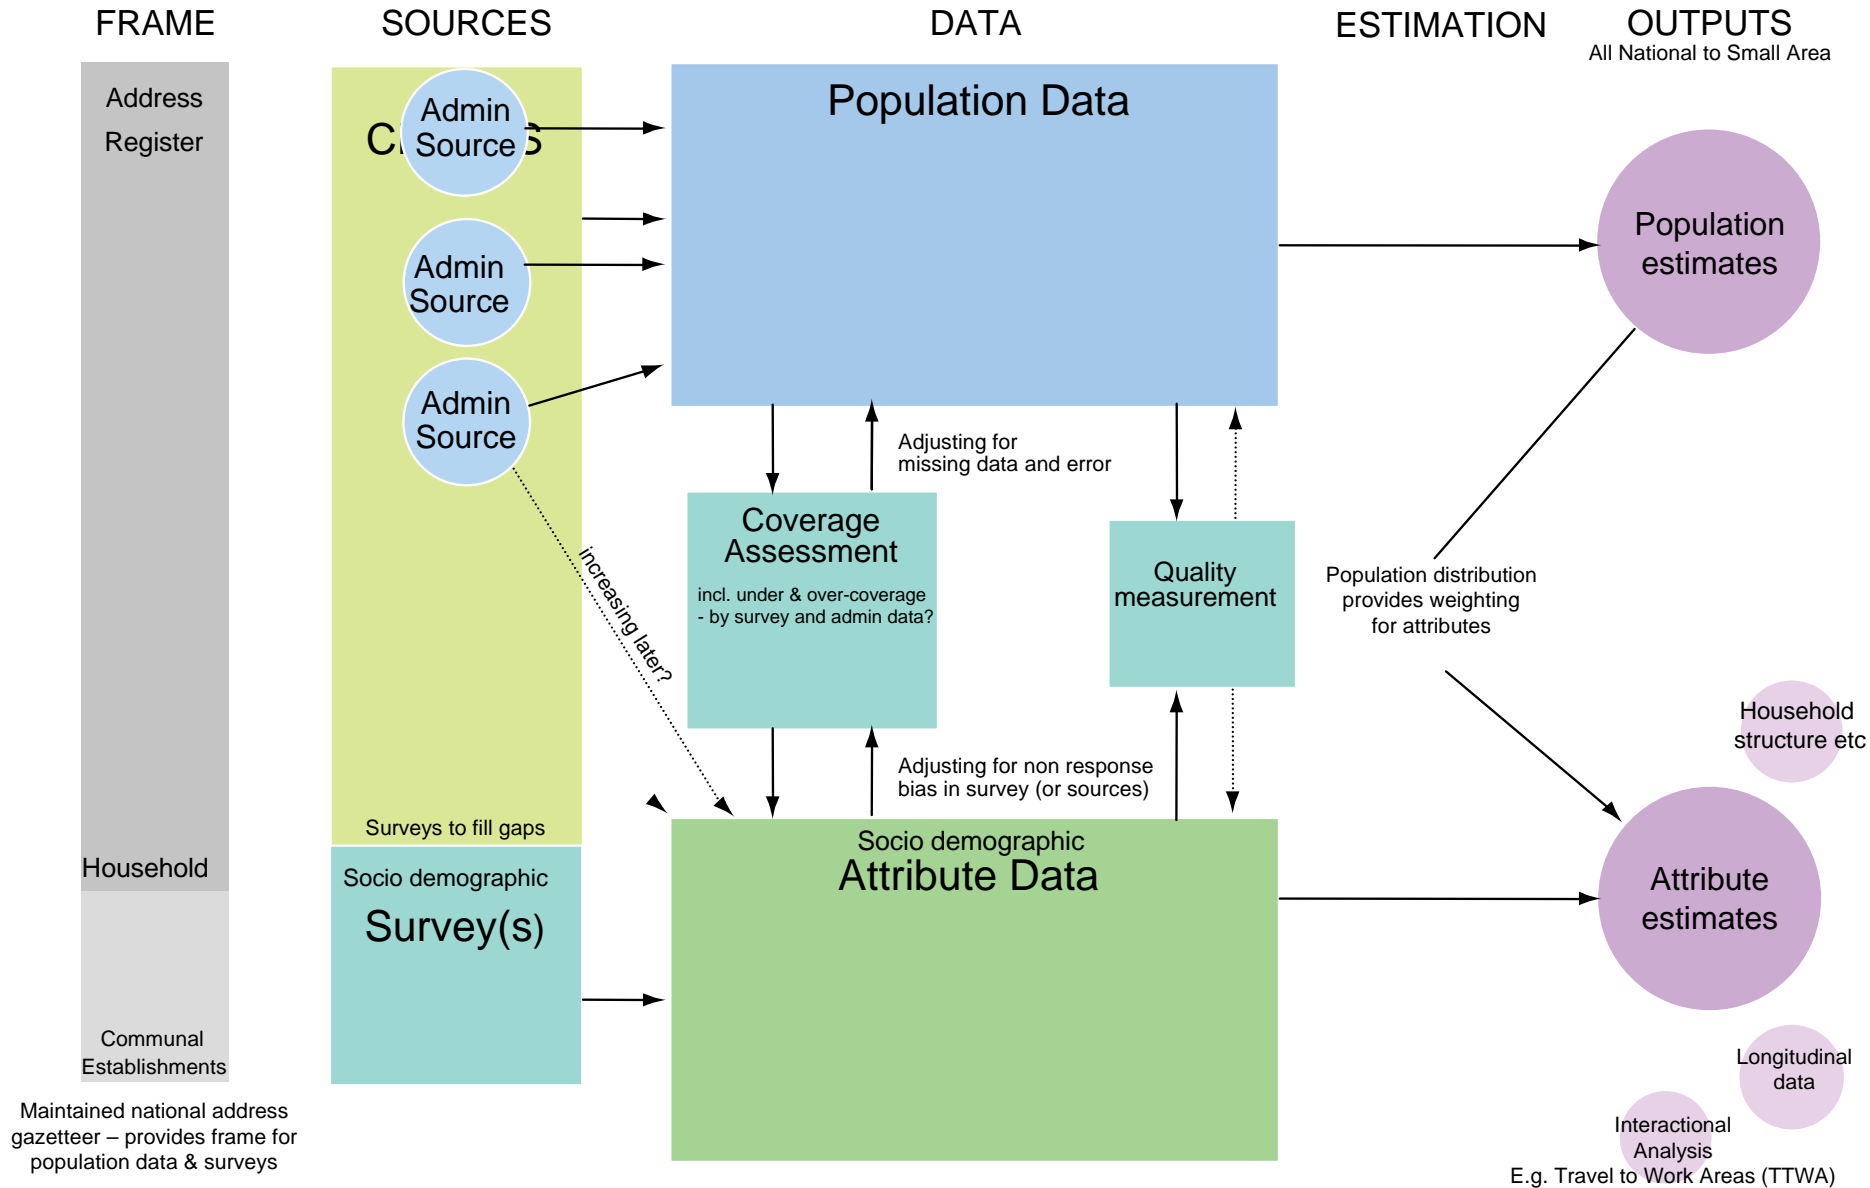 FRAME
SOURCES
DATA
ESTIMATION
OUTPUTS
All National to Small Area
Address
Register
Household
Communal
Establishments
Maintained national address
gazetteer – provides frame for
population data & surveys
Admin
Source
Admin
Source
Admin
Source
increasing later?
Surveys to fill gaps
Socio demographic
Survey(s)
Population Data
Adjusting for
missing data and error
Coverage
Assessment
incl. under & over-coverage
- by survey and admin data?
Quality
measurement
Adjusting for non response
bias in survey (or sources)
Socio demographic
Attribute Data
Population distribution
provides weighting
for attributes
Population
estimates
Household
structure etc
Attribute
estimates
Longitudinal
data
Interactional
Analysis
E.g. Travel to Work Areas (TTWA)